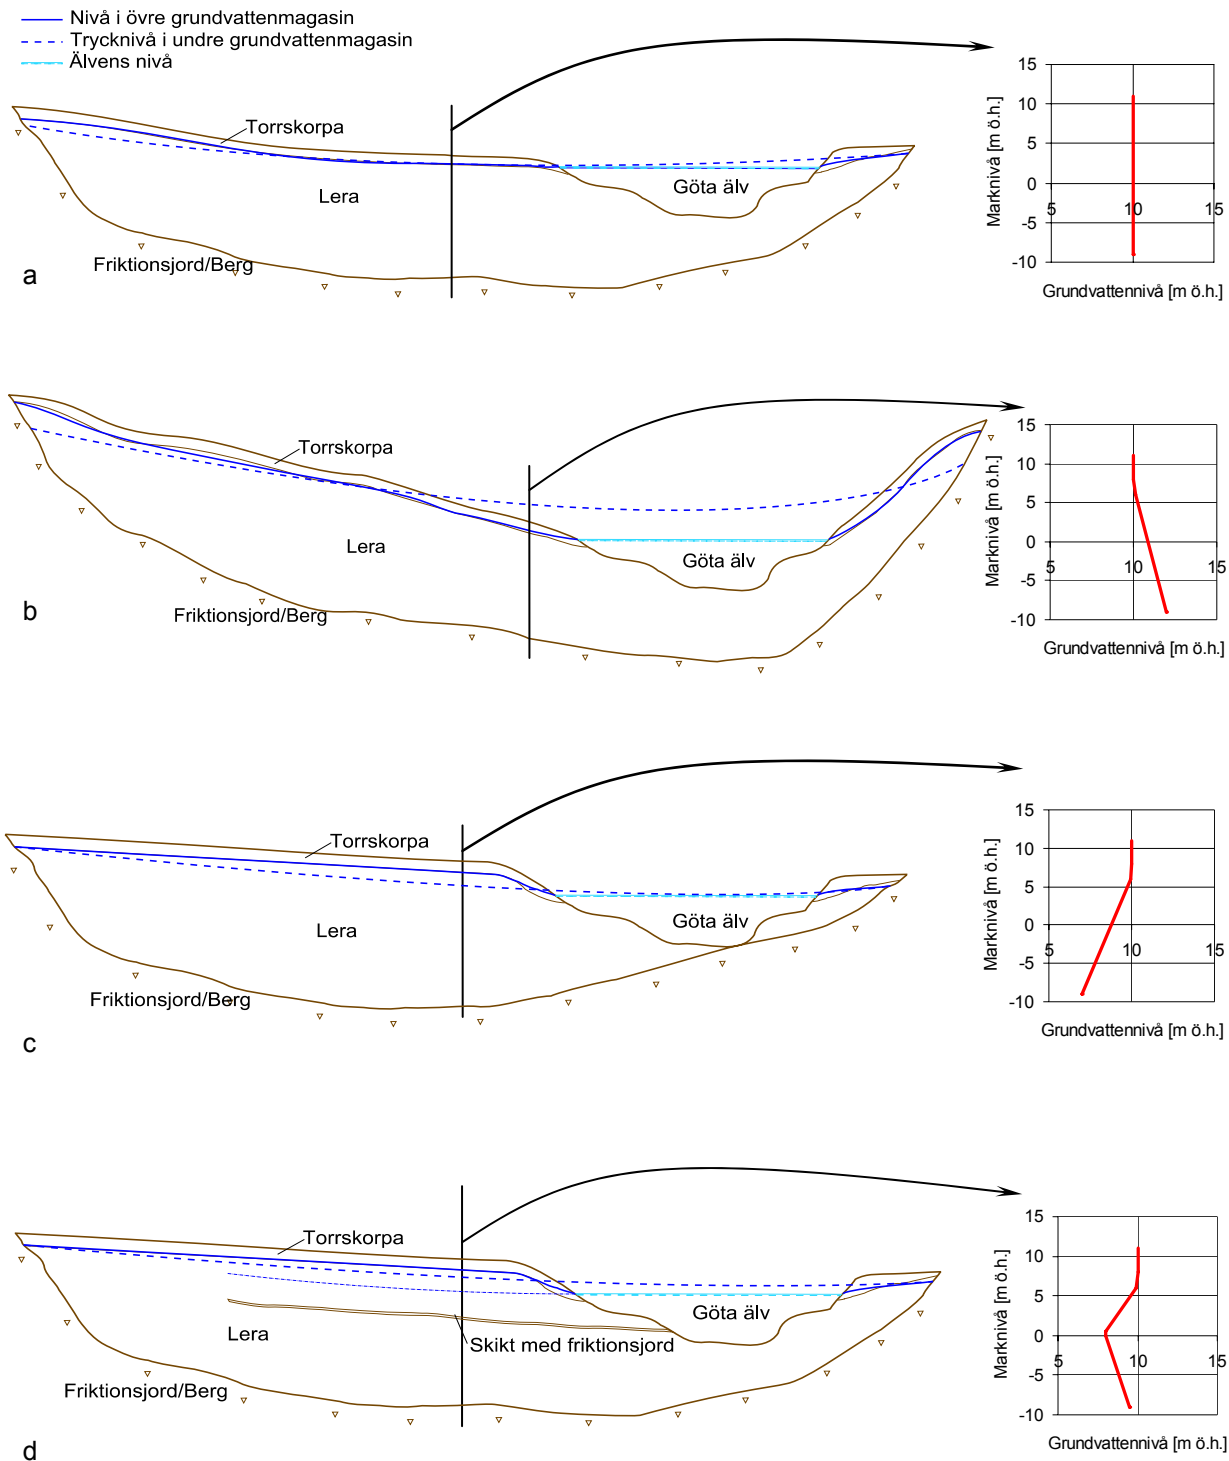 Nivå i övre grundvattenmagasin
Trycknivå i undre grundvattenmagasin
Älvens nivå
Torrskorpa
Lera
Göta älv
Friktionsjord/Berg
a
15
10
5
0
-5
-10
5
10
15
Marknivå [m ö.h.]
Grundvattennivå [m ö.h.]
Torrskorpa
Lera
Göta älv
Friktionsjord/Berg
b
15
10
5
0
-5
-10
5
10
15
Marknivå [m ö.h.]
Grundvattennivå [m ö.h.]
Torrskorpa
Lera
Göta älv
Friktionsjord/Berg
c
15
10
5
0
-5
-10
5
10
15
Marknivå [m ö.h.]
Grundvattennivå [m ö.h.]
Torrskorpa
Lera
Göta älv
Skikt med friktionsjord
Friktionsjord/Berg
d
15
10
5
0
-5
-10
5
10
15
Marknivå [m ö.h.]
Grundvattennivå [m ö.h.]